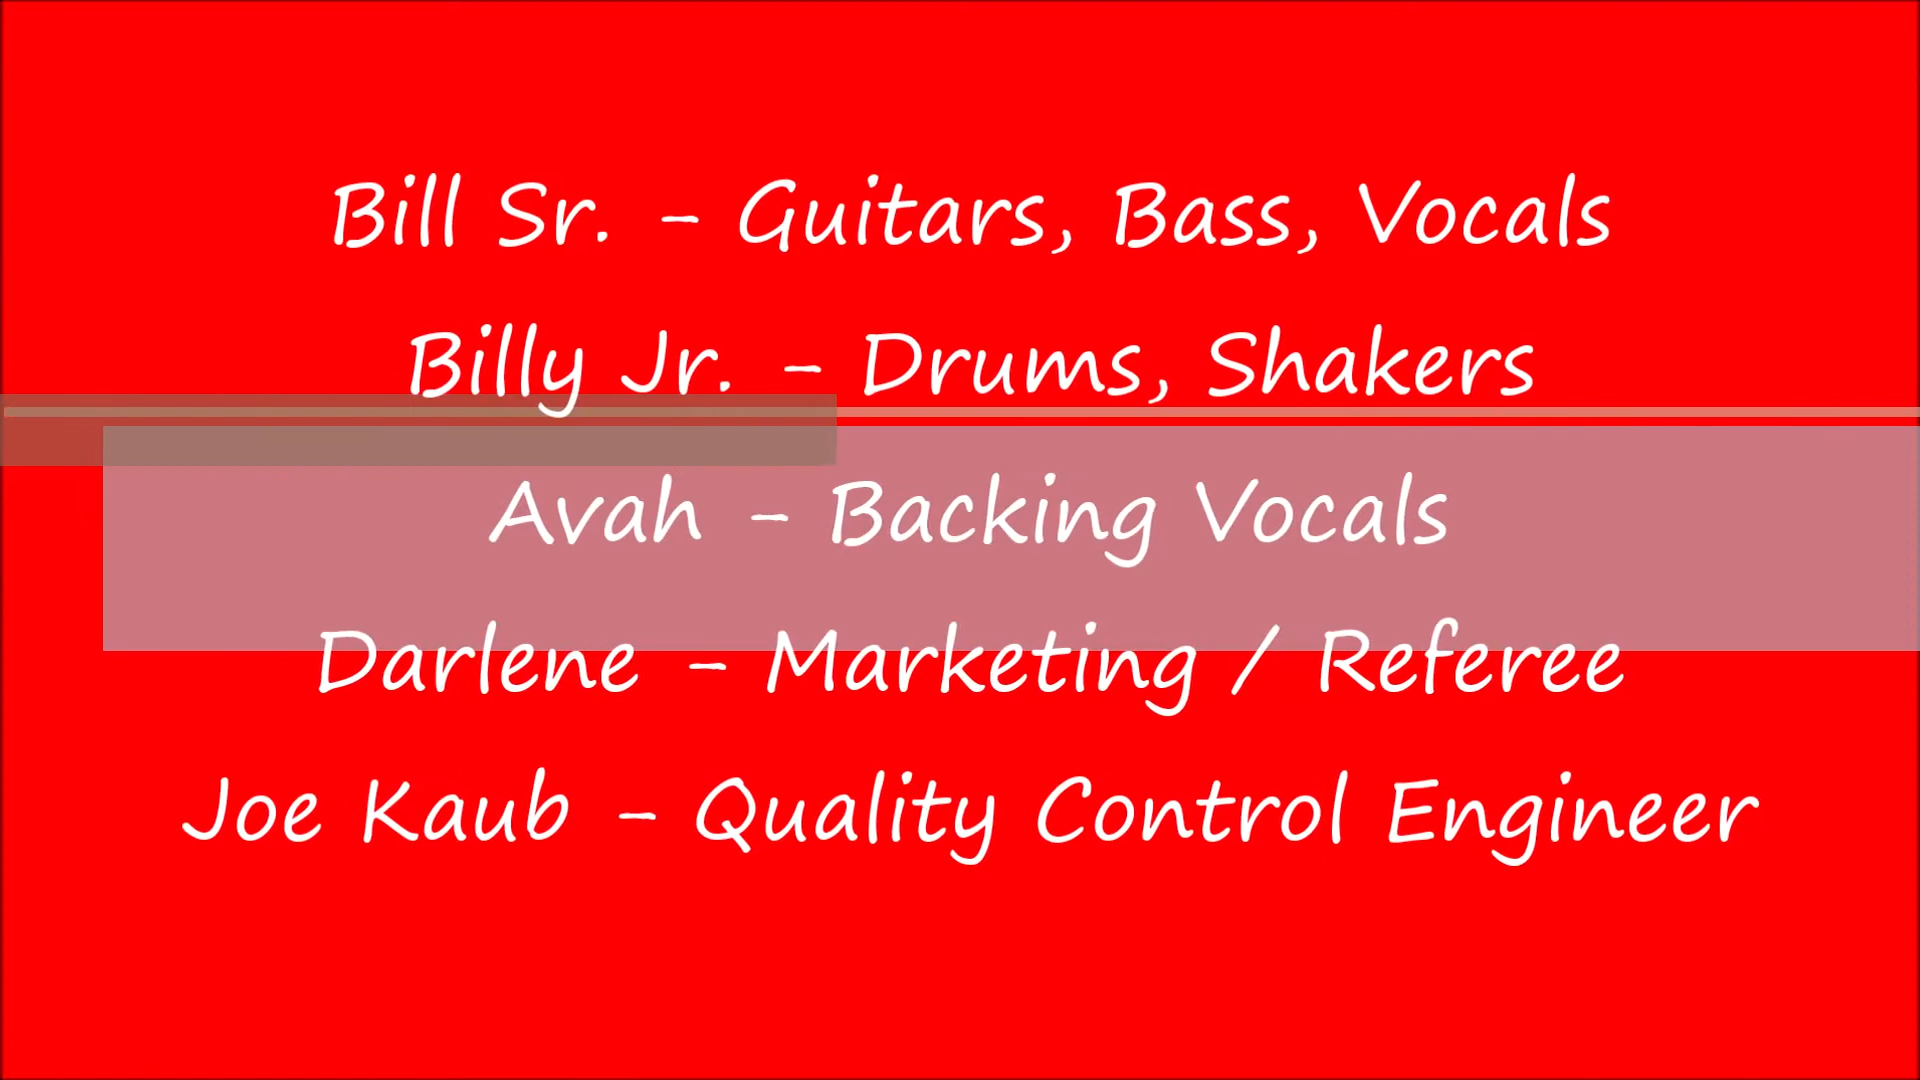 Bill Sr. - Guitars, Bass, Vocals
Billy Jr. - Drums, Shakers
Avah - Backing Vocals
Darlene - Marketing / Referee
Joe Kaub - Quality Control Engineer